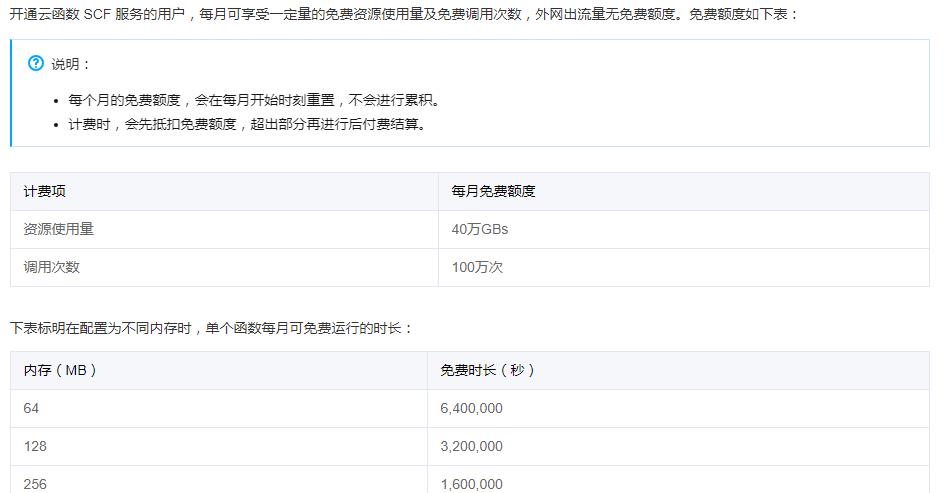 开通云函数 SCF 服务的用户，每月可享受一定量的免费资源使用量及免费调用次数，外网出流量无免费额度。免费额度如下表：
说明：
每个月的免费额度，会在每月开始时刻重置，不会进行累积。
计费时，会先抵扣免费额度，超出部分再进行后付费结算。
计费项 每月免费额度
资源使用量 40万GBs
调用次数 100万次
下表标明在配置为不同内存时，单个函数每月可免费运行的时长：
内存（MB） 免费时长（秒）
64 6,400,000
128 3,200,000
256 1,600,000